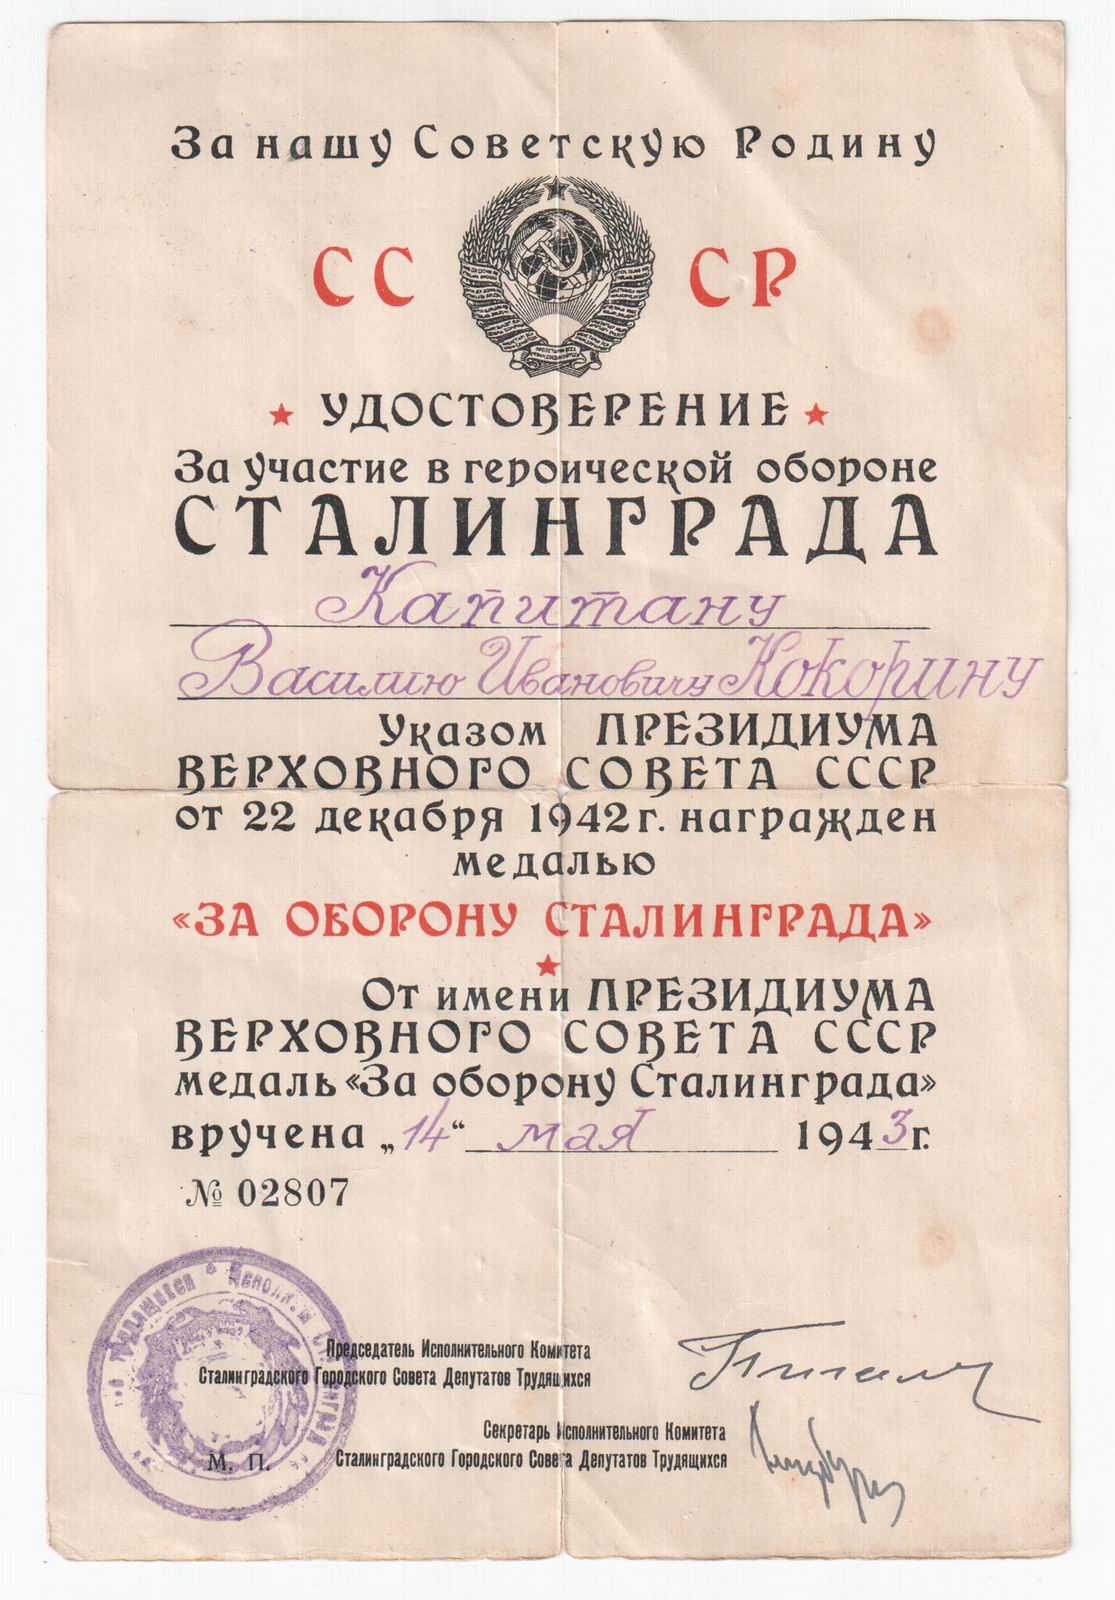 За нашу Советскую Родину
СССР
УДОСТОВЕРЕНИЕ
За участие в героической обороне
СТАЛИНГРАДА
Капитану
Василию Ивановичу Кокорину
Указом ПРЕЗИДИУМА
ВЕРХОВНОГО СОВЕТА СССР
от 22 декабря 1942 г. награжден
медалью
«ЗА ОБОРОНУ СТАЛИНГРАДА»
От имени ПРЕЗИДИУМА
ВЕРХОВНОГО СОВЕТА СССР
медаль «За оборону Сталинграда»
вручена „14“ мая 1943 г.
№ 02807
Председатель Исполнительного Комитета
Сталинградского Городского Совета Депутатов Трудящихся
Секретарь Исполнительного Комитета
Сталинградского Городского Совета Депутатов Трудящихся
М. П.